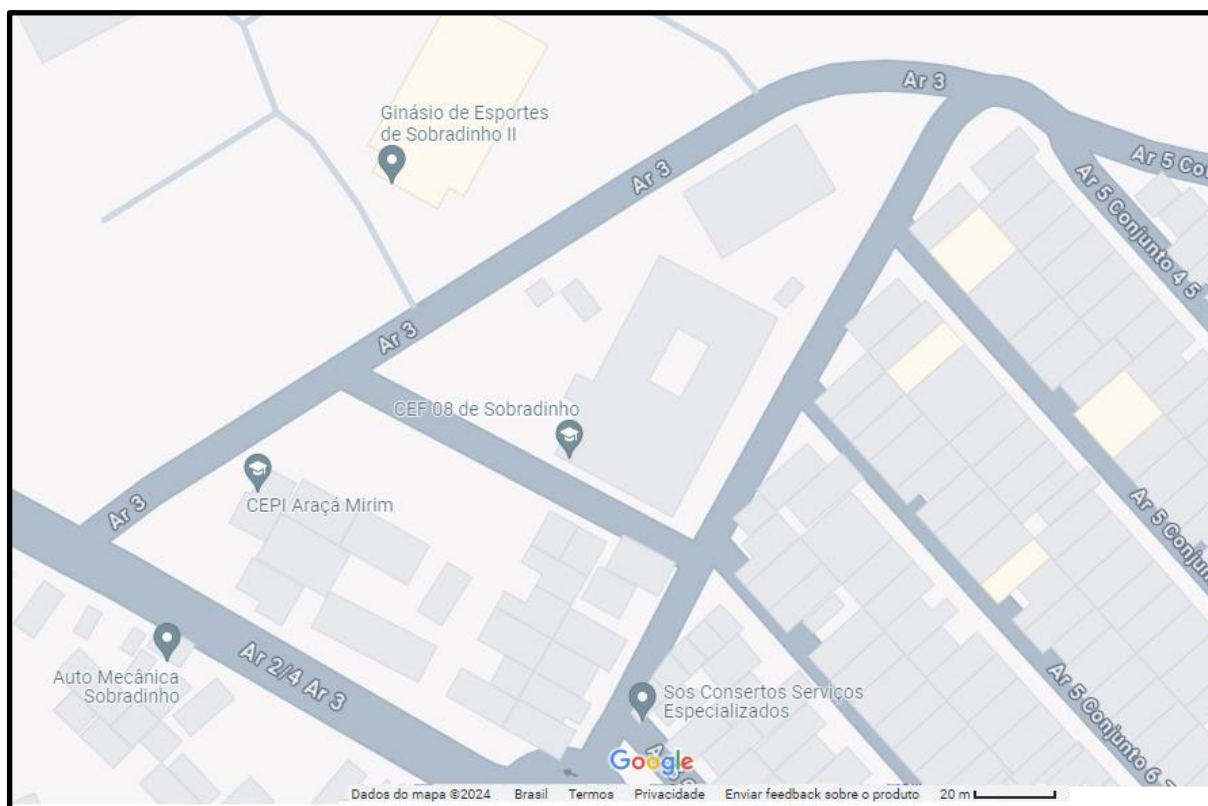 Ar 3
Ginásio de Esportes
de Sobradinho II
Ar 5 Co
Ar 3
Ar 5 Conjunto 4 5
Ar 3
CEF 08 de Sobradinho
CEPI Araçá Mirim
Ar 3
Ar 5 Conjun
Ar 2/4 Ar 3
Auto Mecânica
Sobradinho
Sos Consertos Serviços
Especializados
Ar 5 Conjunto 6
Google
Dados do mapa ©2024 Brasil Termos Privacidade Enviar feedback sobre o produto 20 m